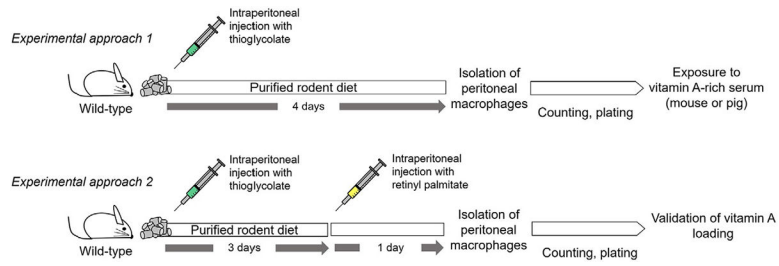 Experimental approach 1
Intraperitoneal
injection with
thioglycolate
Wild-type
Purified rodent diet
4 days
Isolation of
peritoneal
macrophages
Counting, plating
Exposure to
vitamin A-rich serum
(mouse or pig)
Experimental approach 2
Intraperitoneal
injection with
thioglycolate
Intraperitoneal
injection with
retinyl palmitate
Wild-type
Purified rodent diet
3 days
1 day
Isolation of
peritoneal
macrophages
Counting, plating
Validation of vitamin A
loading